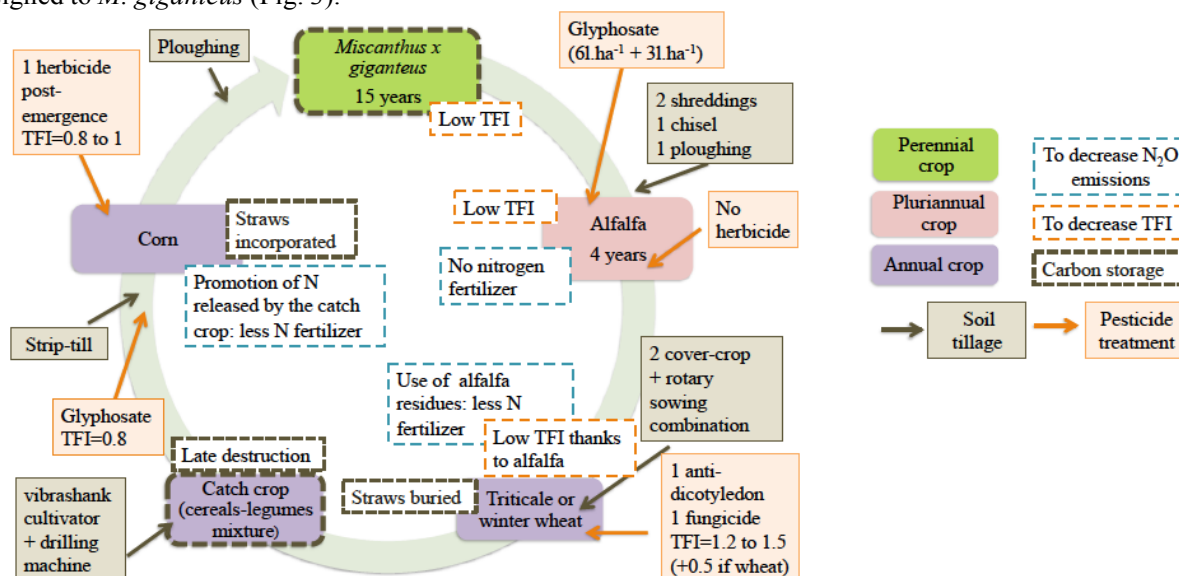 signed to M. giganteus (Fig. 3).
Ploughing
Miscanthus x
giganteus
15 years
Low TFI
Glyphosate
(6l.ha⁻¹ + 3l.ha⁻¹)
1 herbicide
post-
emergence
TFI=0.8 to 1
2 shreddings
1 chisel
1 ploughing
Low TFI
Alfalfa
4 years
No
herbicide
No nitrogen
fertilizer
Corn
Straws
incorporated
Promotion of N
released by the catch
crop: less N fertilizer
Strip-till
Glyphosate
TFI=0.8
Use of alfalfa
residues: less N
fertilizer
Low TFI thanks
to alfalfa
2 cover-crop
+ rotary
sowing
combination
Late destruction
Catch crop
(cereals-legumes
mixture)
Straws buried
Triticale or
winter wheat
vibrashank
cultivator
+ drilling
machine
1 anti-
dicotyledon
1 fungicide
TFI=1.2 to 1.5
(+0.5 if wheat)
Perennial
crop
To decrease N₂O
emissions
Pluriannual
crop
To decrease TFI
Annual crop
Carbon storage
Soil
tillage
Pesticide
treatment